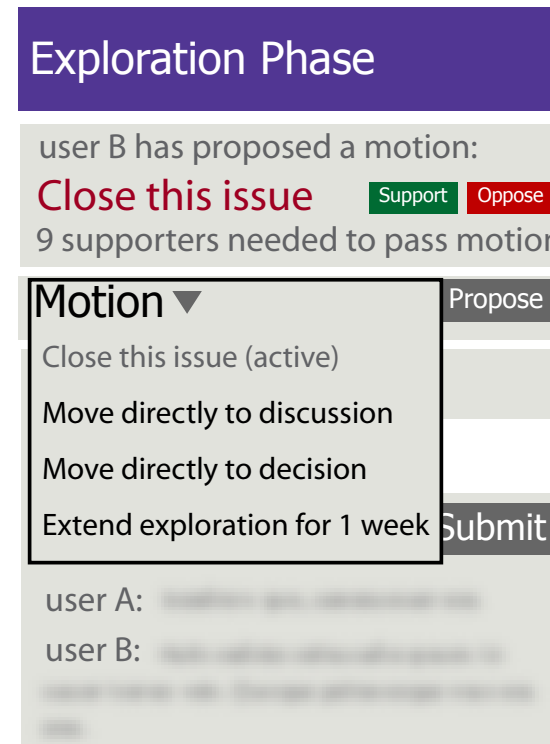 Exploration Phase
user B has proposed a motion:
Close this issue Support Oppose
9 supporters needed to pass motion
Motion Propose
Close this issue (active)
Move directly to discussion
Move directly to decision
Extend exploration for 1 week Submit
user A:
user B: